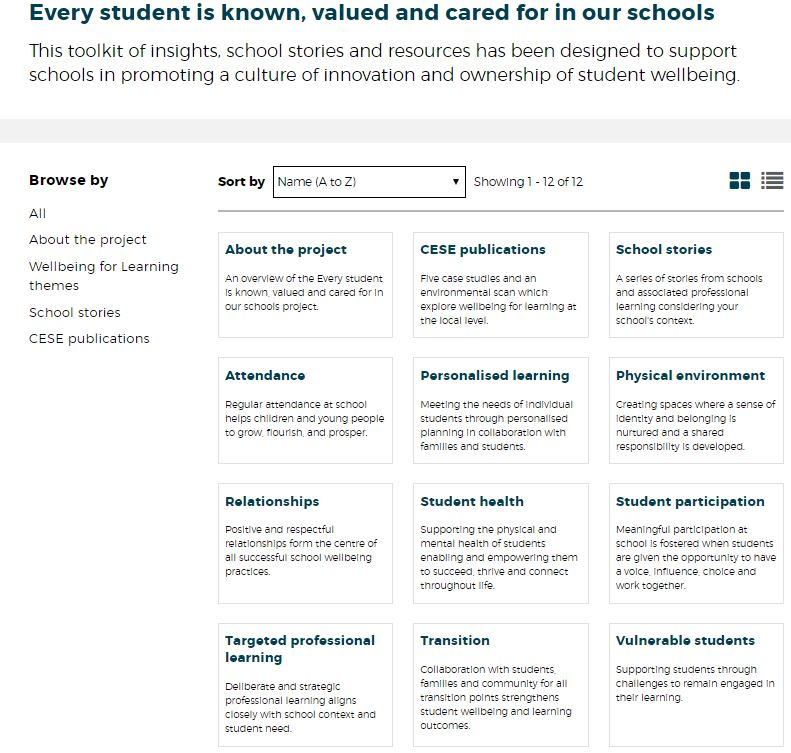 Every student is known, valued and cared for in our schools
This toolkit of insights, school stories and resources has been designed to support
schools in promoting a culture of innovation and ownership of student wellbeing.
Browse by
All
About the project
Wellbeing for Learning
themes
School stories
CESE publications
Sort by Name (A to Z) Showing 1 - 12 of 12
About the project
An overview of the Every student
is known, valued and cared for in
our schools project.
CESE publications
Five case studies and an
environmental scan which
explore wellbeing for learning at
the local level.
School stories
A series of stories from schools
and associated professional
learning considering your
school's context.
Attendance
Regular attendance at school
helps children and young people
to grow, flourish, and prosper.
Personalised learning
Meeting the needs of individual
students through personalised
planning in collaboration with
families and students.
Physical environment
Creating spaces where a sense of
identity and belonging is
nurtured and a shared
responsibility is developed.
Relationships
Positive and respectful
relationships form the centre of
all successful school wellbeing
practices.
Student health
Supporting the physical and
mental health of students
enabling and empowering them
to succeed, thrive and connect
throughout life.
Student participation
Meaningful participation at
school is fostered when students
are given the opportunity to have
a voice, influence, choice and
work together.
Targeted professional
learning
Deliberate and strategic
professional learning aligns
closely with school context and
student need.
Transition
Collaboration with students,
families and community for all
transition points strengthens
student wellbeing and learning
outcomes.
Vulnerable students
Supporting students through
challenges to remain engaged in
their learning.